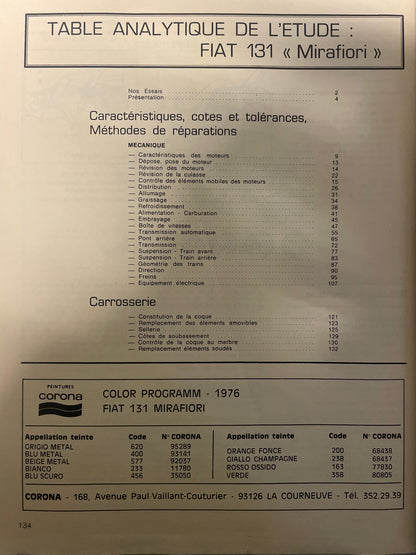 TABLE ANALYTIQUE DE L'ETUDE :
FIAT 131 « Mirafiori »
Nos Essais 2
Présentation 4
Caractéristiques, cotes et tolérances,
Méthodes de réparations
MECANIQUE
— Caractéristiques des moteurs 9
— Dépose, pose du moteur 13
— Révision des moteurs 14
— Révision de la culasse 22
— Contrôle des éléments mobiles des moteurs 15
— Distribution 26
— Allumage 31
— Graissage 34
— Refroidissement 38
— Alimentation - Carburation 41
— Embrayage 45
— Boîte de vitesses 47
— Transmission automatique 55
— Pont arrière 65
— Transmission 72
— Suspension - Train avant 77
— Suspension - Train arrière 83
— Géométrie des trains 87
— Direction 90
— Freins 95
— Equipement électrique 107
Carrosserie
— Constitution de la coque 121
— Remplacement des éléments amovibles 123
— Sellerie 125
— Côtes de soubassement 129
— Contrôle de la coque au marbre 130
— Remplacement éléments soudés 132
PEINTURES
corona
COLOR PROGRAMM - 1976
FIAT 131 MIRAFIORI
Appellation teinte Code N° CORONA
GRIGIO METAL 620 95289
BLU METAL 400 93141
BEIGE METAL 577 92037
BIANCO 233 11780
BLU SCURO 456 35050
Appellation teinte Code N° CORONA
ORANGE FONCE 200 68438
GIALLO CHAMPAGNE 238 68437
ROSSO OSSIDO 163 77830
VERDE 358 80805
CORONA - 168, Avenue Paul-Vaillant-Couturier - 93126 LA COURNEUVE - Tél. 352.29.39
134